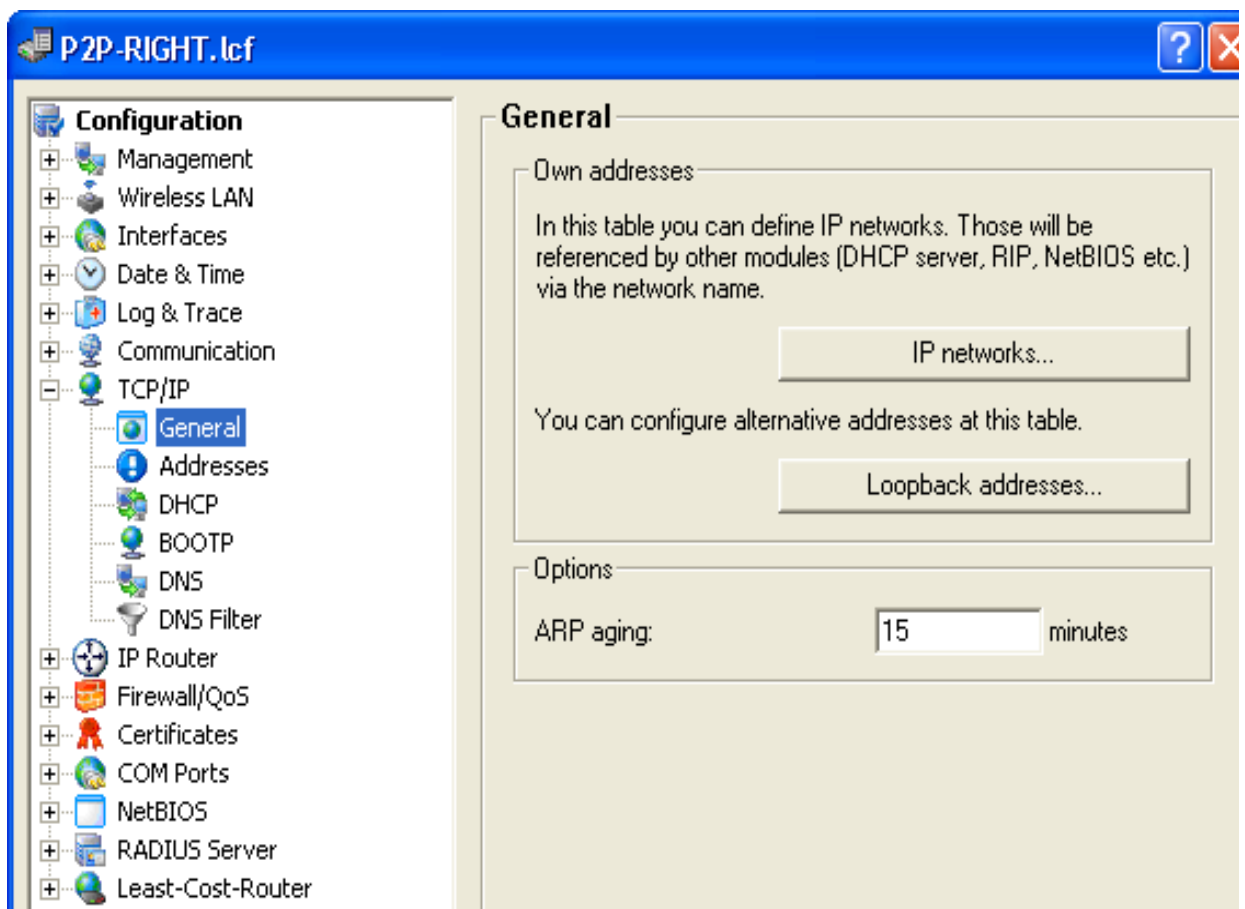 P2P-RIGHT.lcf
Configuration
Management
Wireless LAN
Interfaces
Date & Time
Log & Trace
Communication
TCP/IP
General
Addresses
DHCP
BOOTP
DNS
DNS Filter
IP Router
Firewall/QoS
Certificates
COM Ports
NetBIOS
RADIUS Server
Least-Cost-Router
General
Own addresses
In this table you can define IP networks. Those will be
referenced by other modules (DHCP server, RIP, NetBIOS etc.)
via the network name.
IP networks...
You can configure alternative addresses at this table.
Loopback addresses...
Options
ARP aging: 15 minutes